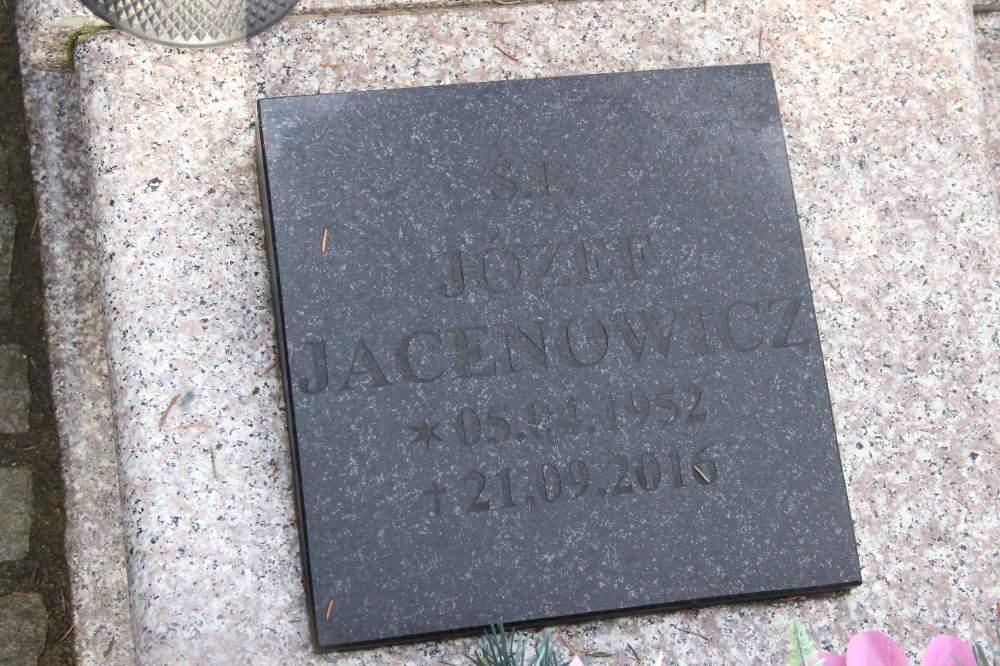 Ś.P.
JÓZEF
JACENOWICZ
★ 05.04.1952
† 21.09.2016